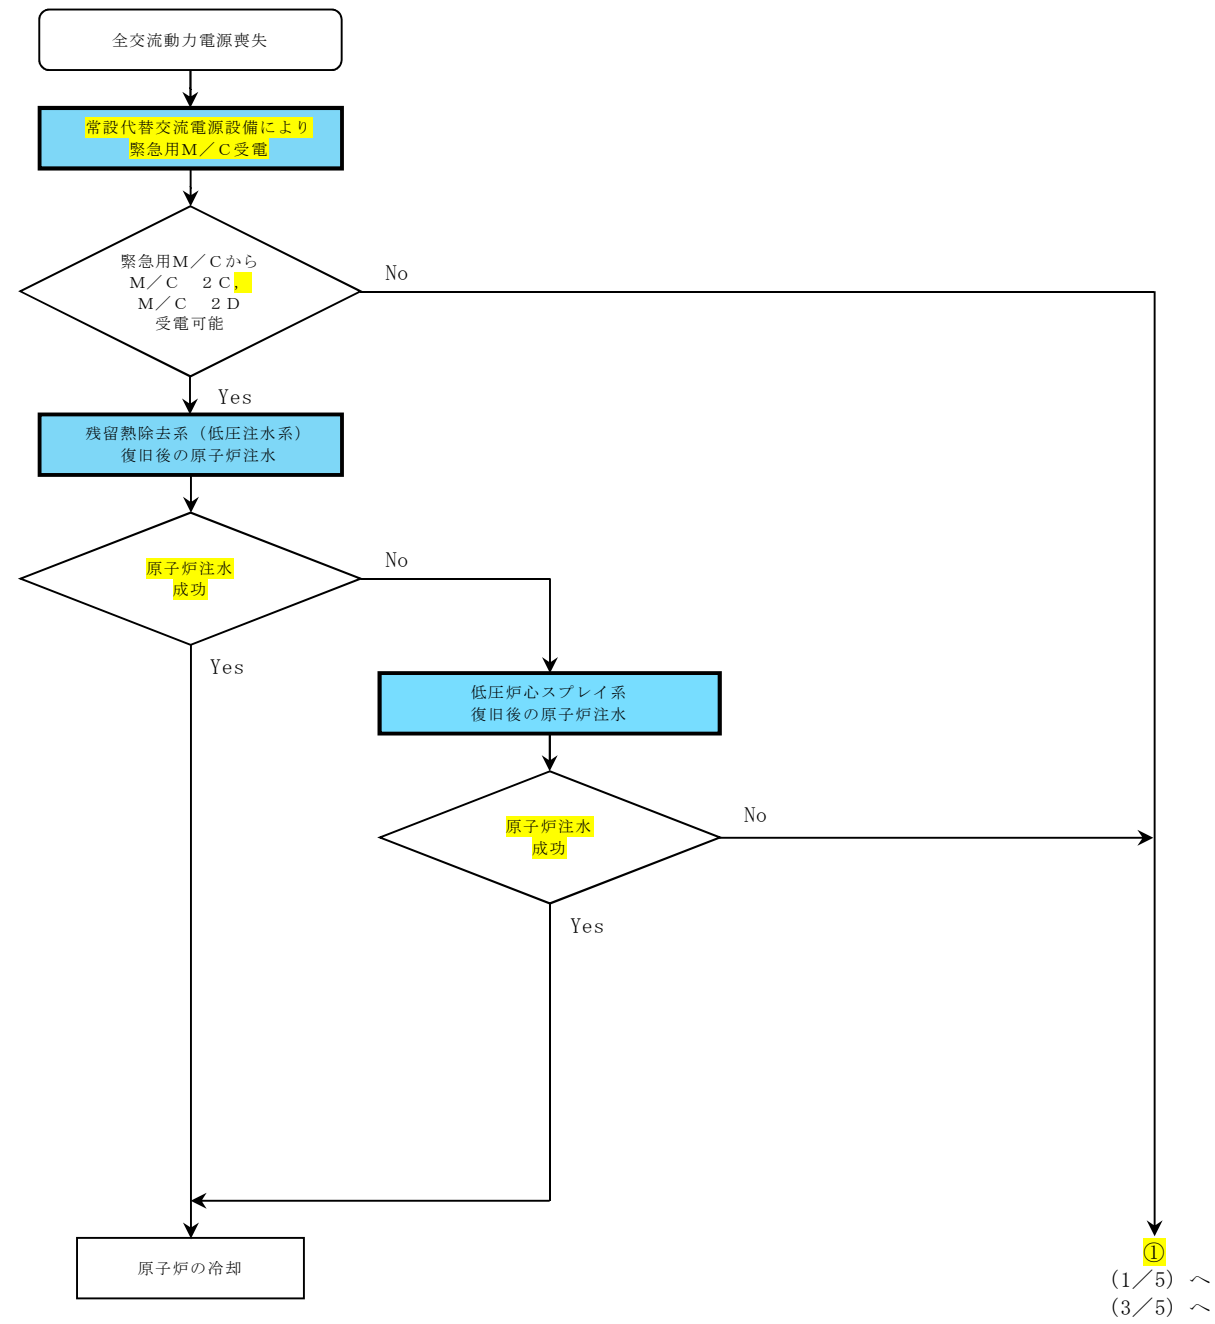 全交流動力電源喪失
常設代替交流電源設備により
緊急用Ｍ／Ｃ受電
緊急用Ｍ／Ｃから
Ｍ／Ｃ　２Ｃ，
Ｍ／Ｃ　２Ｄ
受電可能
No
Yes
残留熱除去系（低圧注水系）
復旧後の原子炉注水
原子炉注水
成功
No
Yes
低圧炉心スプレイ系
復旧後の原子炉注水
原子炉注水
成功
No
Yes
原子炉の冷却
①
(1／5) へ
(3／5) へ